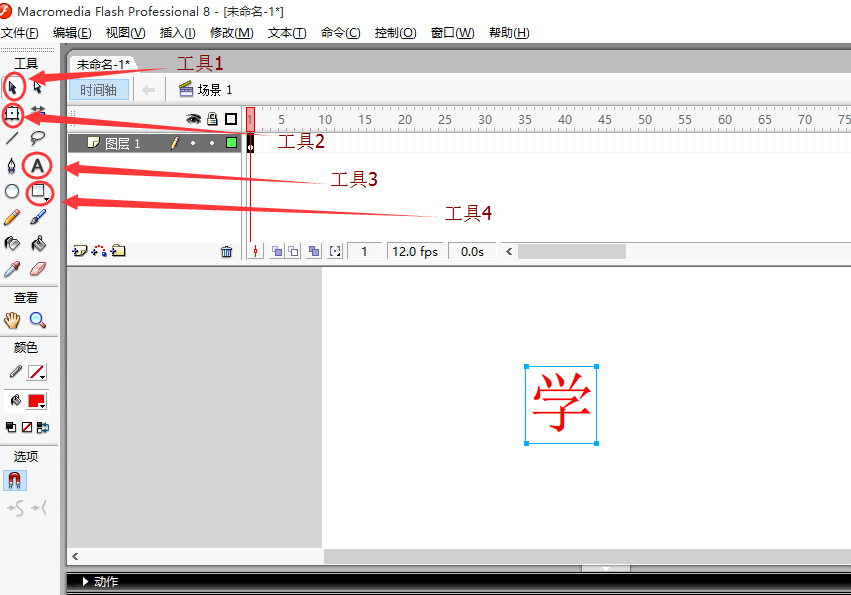 Macromedia Flash Professional 8 - [未命名-1*]
文件(F) 编辑(E) 视图(V) 插入(I) 修改(M) 文本(T) 命令(C) 控制(O) 窗口(W) 帮助(H)
工具
未命名-1*
工具1
时间轴
场景 1
1 5 10 15 20 25 30 35 40 45 50 55 60 65 70 75
图层 1
工具2
工具3
工具4
1 12.0 fps 0.0s
查看
颜色
学
选项
动作